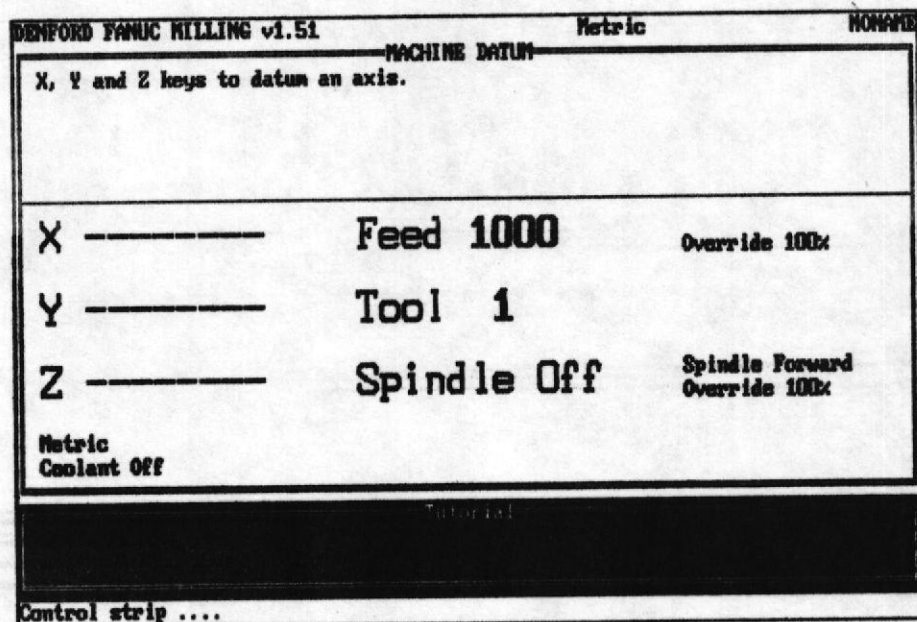 DENFORD FANUC MILLING v1.51 Metric NONAME
MACHINE DATUM
X, Y and Z keys to datum an axis.
X ---------- Feed 1000 Override 100%
Y ---------- Tool 1
Z ---------- Spindle Off Spindle Forward
Override 100%
Metric
Coolant Off
Tutorial
Control strip ....